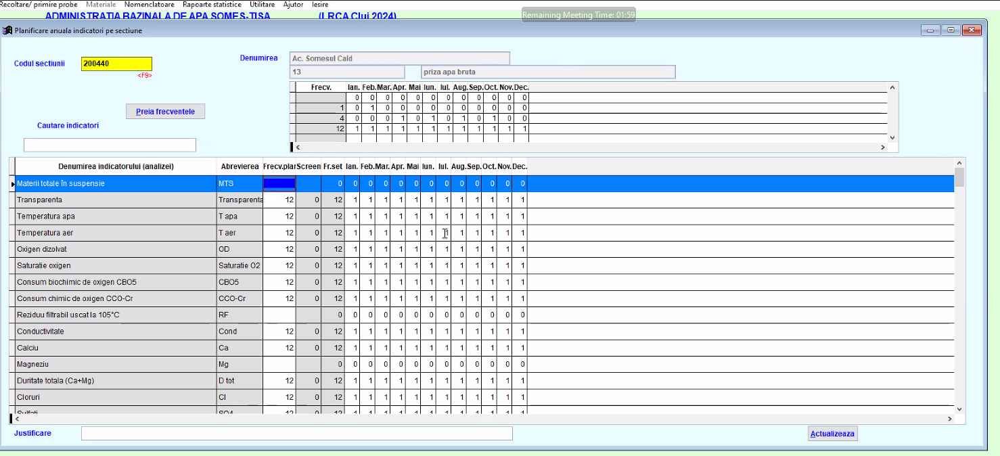 Recoltare/ primire probe Materiale Nomenclatoare Rapoarte statistice Utilitare Ajutor Iesire
ADMINISTRATIA BAZINALA DE APA SOMES-TISA (LRCA Cluj 2024)
Remaining Meeting Time: 01:59
Planificare anuala indicatori pe sectiune
Codul sectiunii 200440
<F9>
Denumirea Ac. Somesul Cald
13 priza apa bruta
Preia frecventele
Cautare indicatori
Frecv. Ian. Feb. Mar. Apr. Mai Iun. Iul. Aug. Sep. Oct. Nov. Dec.
0 0 0 0 0 0 0 0 0 0 0 0
1 0 1 0 0 0 0 0 0 0 0 0 0
4 0 0 0 1 0 1 0 1 0 1 0 0
12 1 1 1 1 1 1 1 1 1 1 1 1
Denumirea indicatorului (analizei) Abrevierea Frecv.plar Screen Fr.set Ian. Feb. Mar. Apr. Mai Iun. Iul. Aug. Sep. Oct. Nov. Dec.
Materii totale în suspensie MTS 0 0 0 0 0 0 0 0 0 0 0 0 0
Transparenta Transparenta 12 0 12 1 1 1 1 1 1 1 1 1 1 1 1
Temperatura apa T apa 12 0 12 1 1 1 1 1 1 1 1 1 1 1 1
Temperatura aer T aer 12 0 12 1 1 1 1 1 1 1 1 1 1 1 1
Oxigen dizolvat OD 12 0 12 1 1 1 1 1 1 1 1 1 1 1 1
Saturatie oxigen Saturatie O2 12 0 12 1 1 1 1 1 1 1 1 1 1 1 1
Consum biochimic de oxigen CBO5 CBO5 12 0 12 1 1 1 1 1 1 1 1 1 1 1 1
Consum chimic de oxigen CCO-Cr CCO-Cr 12 0 12 1 1 1 1 1 1 1 1 1 1 1 1
Reziduu filtrabil uscat la 105°C RF 0 0 0 0 0 0 0 0 0 0 0 0 0
Conductivitate Cond 12 0 12 1 1 1 1 1 1 1 1 1 1 1 1
Calciu Ca 12 0 12 1 1 1 1 1 1 1 1 1 1 1 1
Magneziu Mg 0 0 0 0 0 0 0 0 0 0 0 0 0
Duritate totala (Ca+Mg) D tot 12 0 12 1 1 1 1 1 1 1 1 1 1 1 1
Cloruri Cl 12 0 12 1 1 1 1 1 1 1 1 1 1 1 1
Sulfati SO4 12 0 12 1 1 1 1 1 1 1 1 1 1 1 1
Justificare
Actualizeaza